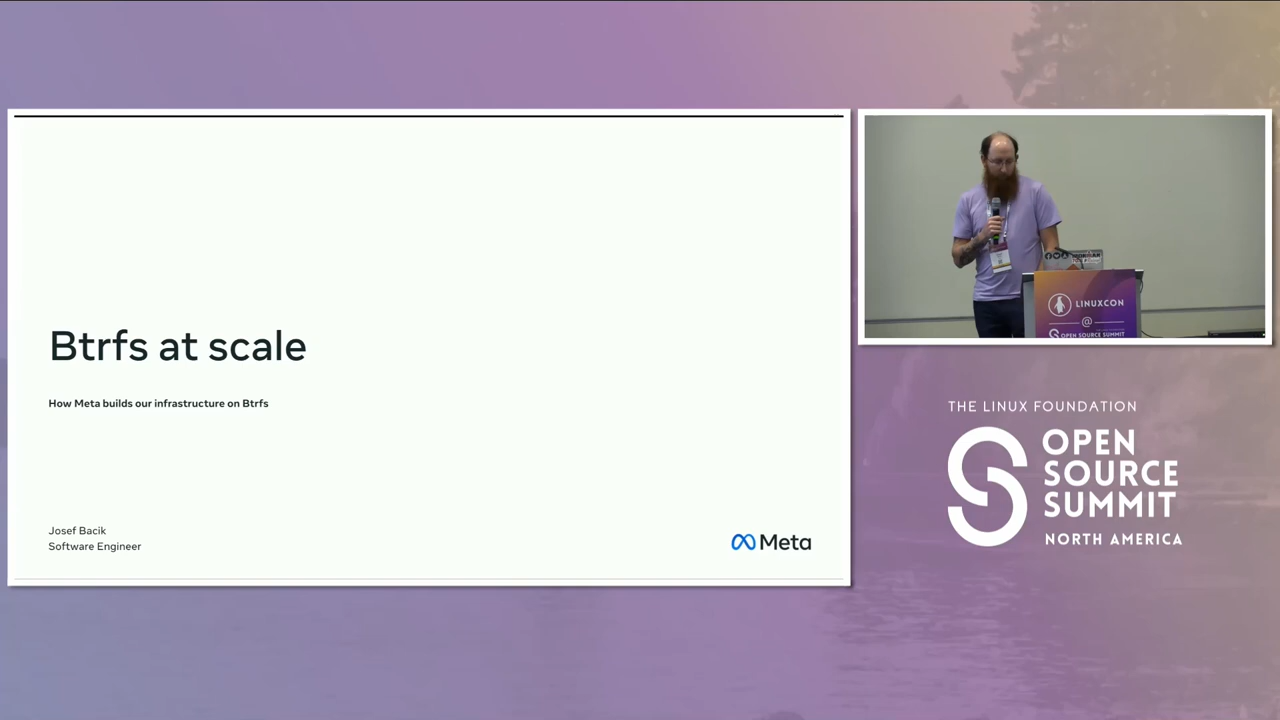 Btrfs at scale
How Meta builds our infrastructure on Btrfs
Josef Bacik
Software Engineer
Meta
LINUXCON
@
OPEN SOURCE SUMMIT
THE LINUX FOUNDATION
OPEN
SOURCE
SUMMIT
NORTH AMERICA